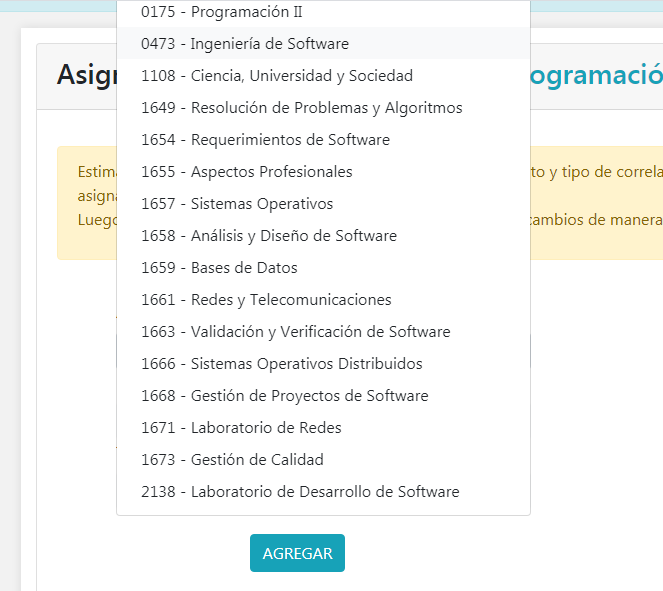 0175 - Programación II
0473 - Ingeniería de Software
1108 - Ciencia, Universidad y Sociedad
1649 - Resolución de Problemas y Algoritmos
1654 - Requerimientos de Software
1655 - Aspectos Profesionales
1657 - Sistemas Operativos
1658 - Análisis y Diseño de Software
1659 - Bases de Datos
1661 - Redes y Telecomunicaciones
1663 - Validación y Verificación de Software
1666 - Sistemas Operativos Distribuidos
1668 - Gestión de Proyectos de Software
1671 - Laboratorio de Redes
1673 - Gestión de Calidad
2138 - Laboratorio de Desarrollo de Software
Asig ogramació
Estima to y tipo de correla
asigna
Luego cambios de manera
AGREGAR